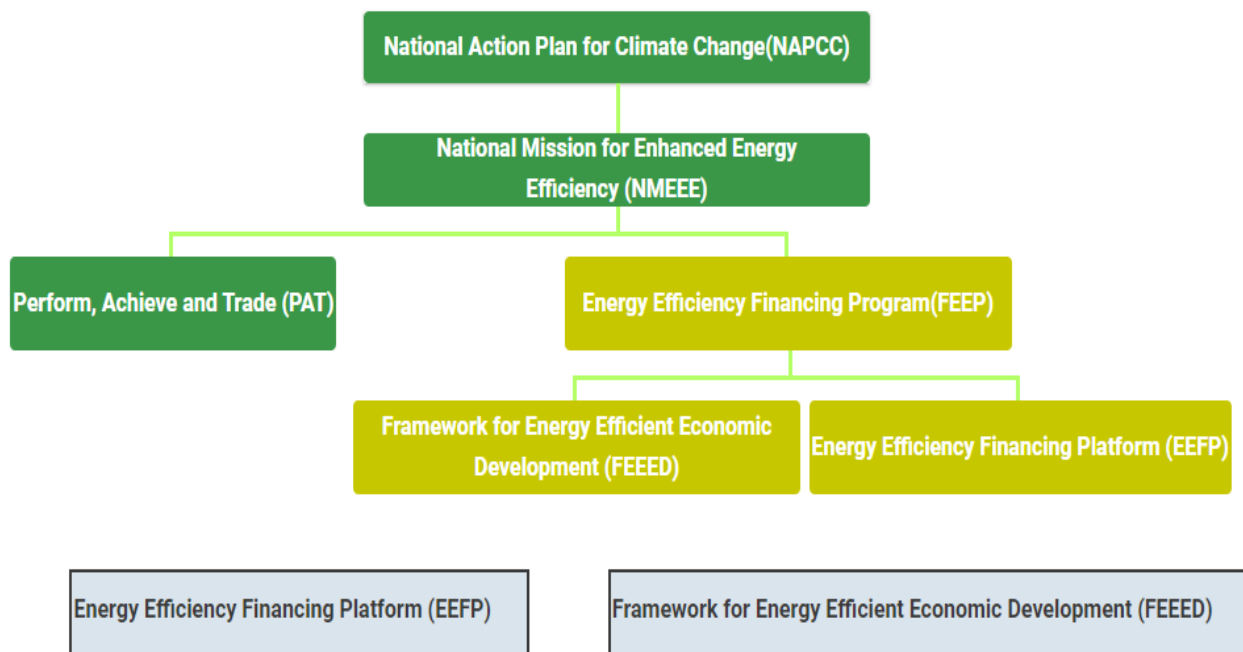 National Action Plan for Climate Change(NAPCC)
National Mission for Enhanced Energy
Efficiency (NMEEE)
Perform, Achieve and Trade (PAT)
Energy Efficiency Financing Program(FEEP)
Framework for Energy Efficient Economic
Development (FEEED)
Energy Efficiency Financing Platform (EEFP)
Energy Efficiency Financing Platform (EEFP)
Framework for Energy Efficient Economic Development (FEEED)